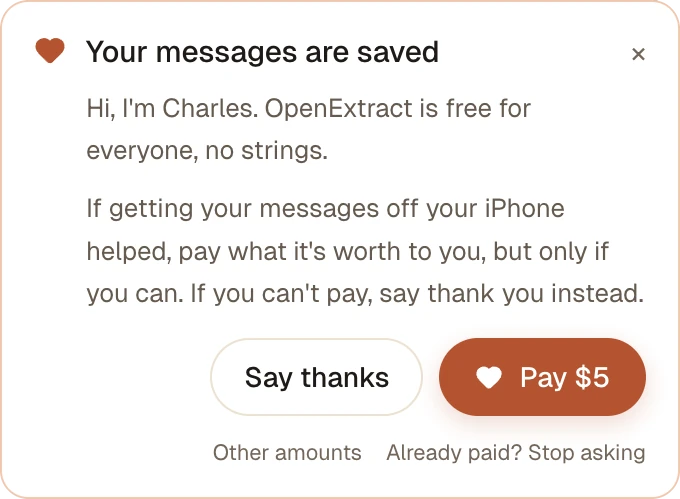 Your messages are saved
×
Hi, I'm Charles. OpenExtract is free for
everyone, no strings.
If getting your messages off your iPhone
helped, pay what it's worth to you, but only if
you can. If you can't pay, say thank you instead.
Say thanks
Pay $5
Other amounts
Already paid? Stop asking